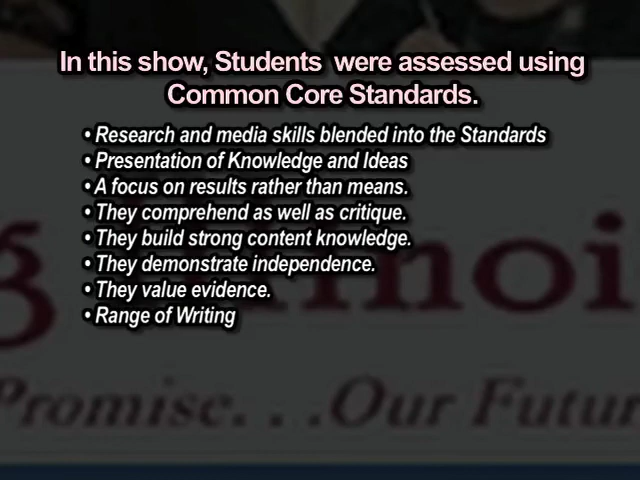 In this show, Students were assessed using
Common Core Standards.
• Research and media skills blended into the Standards
• Presentation of Knowledge and Ideas
• A focus on results rather than means.
• They comprehend as well as critique.
• They build strong content knowledge.
• They demonstrate independence.
• They value evidence.
• Range of Writing
Promise. . .Our Futur